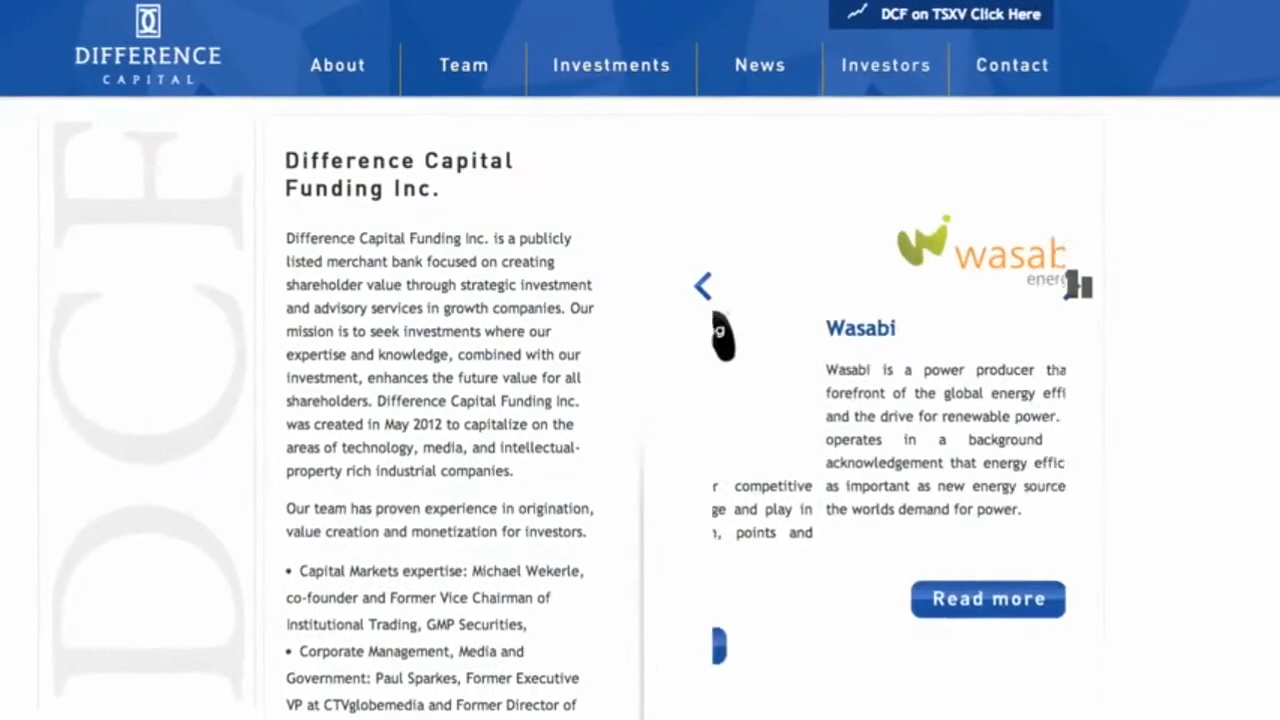 DCF on TSXV Click Here
DIFFERENCE
CAPITAL
About Team Investments News Investors Contact
DCF
Difference Capital
Funding Inc.
Difference Capital Funding Inc. is a publicly
listed merchant bank focused on creating
shareholder value through strategic investment
and advisory services in growth companies. Our
mission is to seek investments where our
expertise and knowledge, combined with our
investment, enhances the future value for all
shareholders. Difference Capital Funding Inc.
was created in May 2012 to capitalize on the
areas of technology, media, and intellectual-
property rich industrial companies.
Our team has proven experience in origination,
value creation and monetization for investors.
• Capital Markets expertise: Michael Wekerle,
co-founder and Former Vice Chairman of
Institutional Trading, GMP Securities,
• Corporate Management, Media and
Government: Paul Sparkes, Former Executive
VP at CTVglobemedia and Former Director of
g
r competitive
ge and play in
, points and
wasab
energ
Wasabi
Wasabi is a power producer tha
forefront of the global energy effi
and the drive for renewable power.
operates in a background
acknowledgement that energy effic
as important as new energy source
the worlds demand for power.
Read more